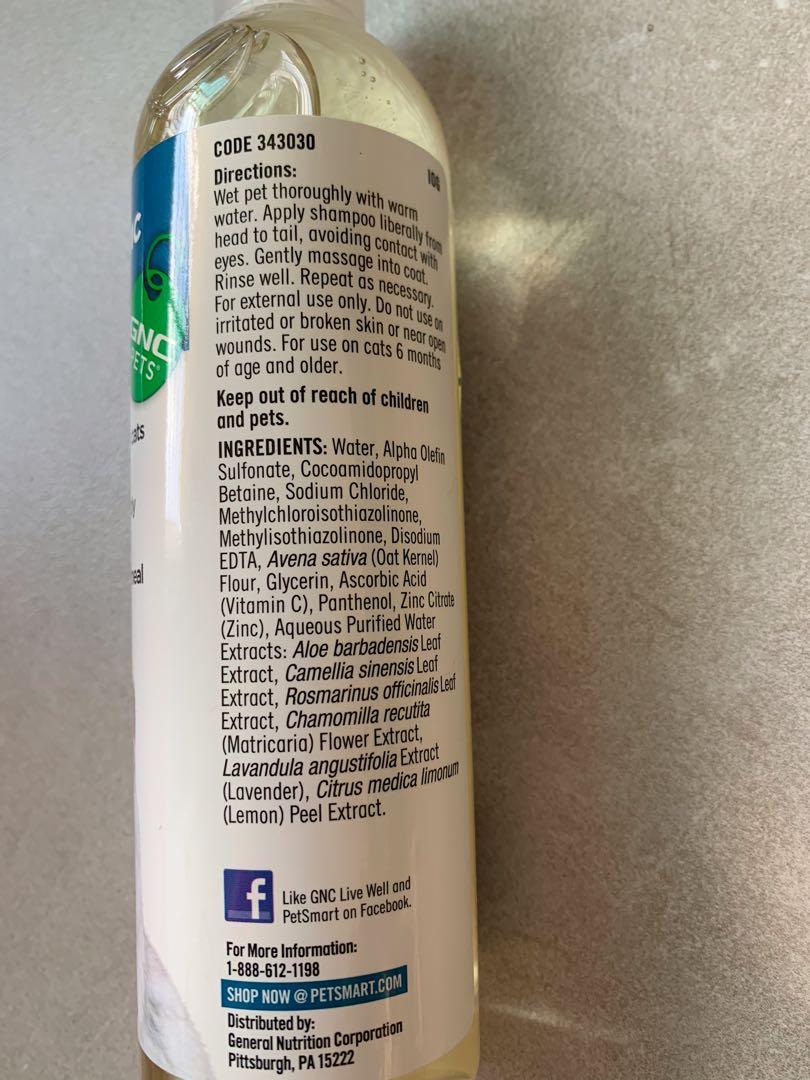 CODE 343030
Directions:
Wet pet thoroughly with warm
water. Apply shampoo liberally from
head to tail, avoiding contact with
eyes. Gently massage into coat.
Rinse well. Repeat as necessary.
For external use only. Do not use on
irritated or broken skin or near open
wounds. For use on cats 6 months
of age and older.
Keep out of reach of children
and pets.
INGREDIENTS: Water, Alpha Olefin
Sulfonate, Cocoamidopropyl
Betaine, Sodium Chloride,
Methylchloroisothiazolinone,
Methylisothiazolinone, Disodium
EDTA, Avena sativa (Oat Kernel)
Flour, Glycerin, Ascorbic Acid
(Vitamin C), Panthenol, Zinc Citrate
(Zinc), Aqueous Purified Water
Extracts: Aloe barbadensis Leaf
Extract, Camellia sinensis Leaf
Extract, Rosmarinus officinalis Leaf
Extract, Chamomilla recutita
(Matricaria) Flower Extract,
Lavandula angustifolia Extract
(Lavender), Citrus medica limonum
(Lemon) Peel Extract.
f
Like GNC Live Well and
PetSmart on Facebook.
For More Information:
1-888-612-1198
SHOP NOW @ PETSMART.COM
Distributed by:
General Nutrition Corporation
Pittsburgh, PA 15222
C
GNC
PETS®